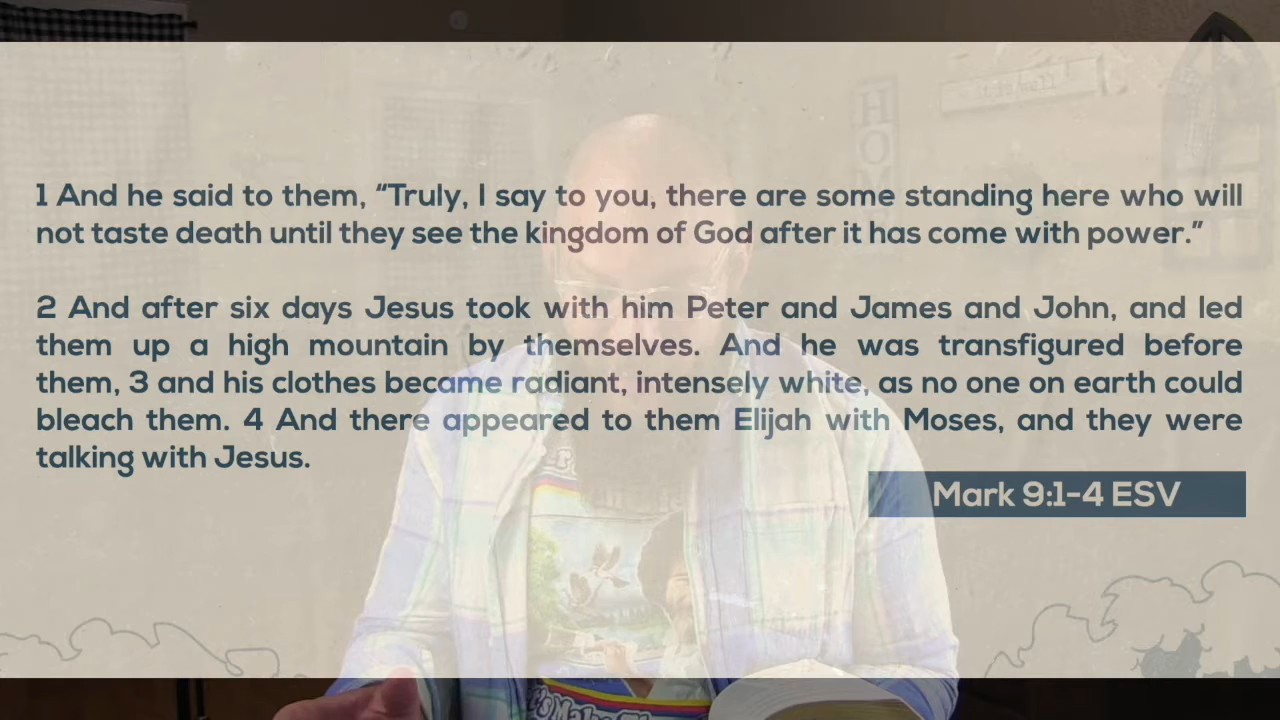 HOME
1 And he said to them, “Truly, I say to you, there are some standing here who will
not taste death until they see the kingdom of God after it has come with power.”
2 And after six days Jesus took with him Peter and James and John, and led
them up a high mountain by themselves. And he was transfigured before
them, 3 and his clothes became radiant, intensely white, as no one on earth could
bleach them. 4 And there appeared to them Elijah with Moses, and they were
talking with Jesus.
Mark 9:1-4 ESV